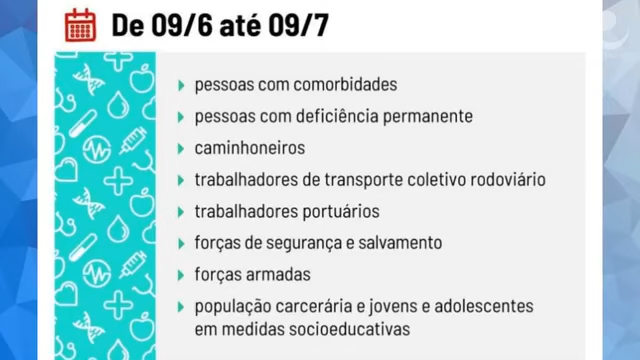 De 09/6 até 09/7
pessoas com comorbidades
pessoas com deficiência permanente
caminhoneiros
trabalhadores de transporte coletivo rodoviário
trabalhadores portuários
forças de segurança e salvamento
forças armadas
população carcerária e jovens e adolescentes
em medidas socioeducativas